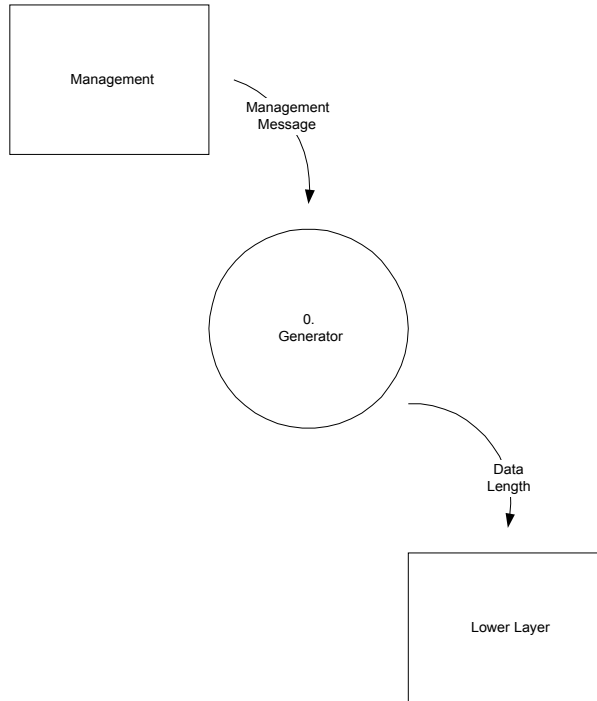 Management
Management
Message
0.
Generator
Data
Length
Lower Layer